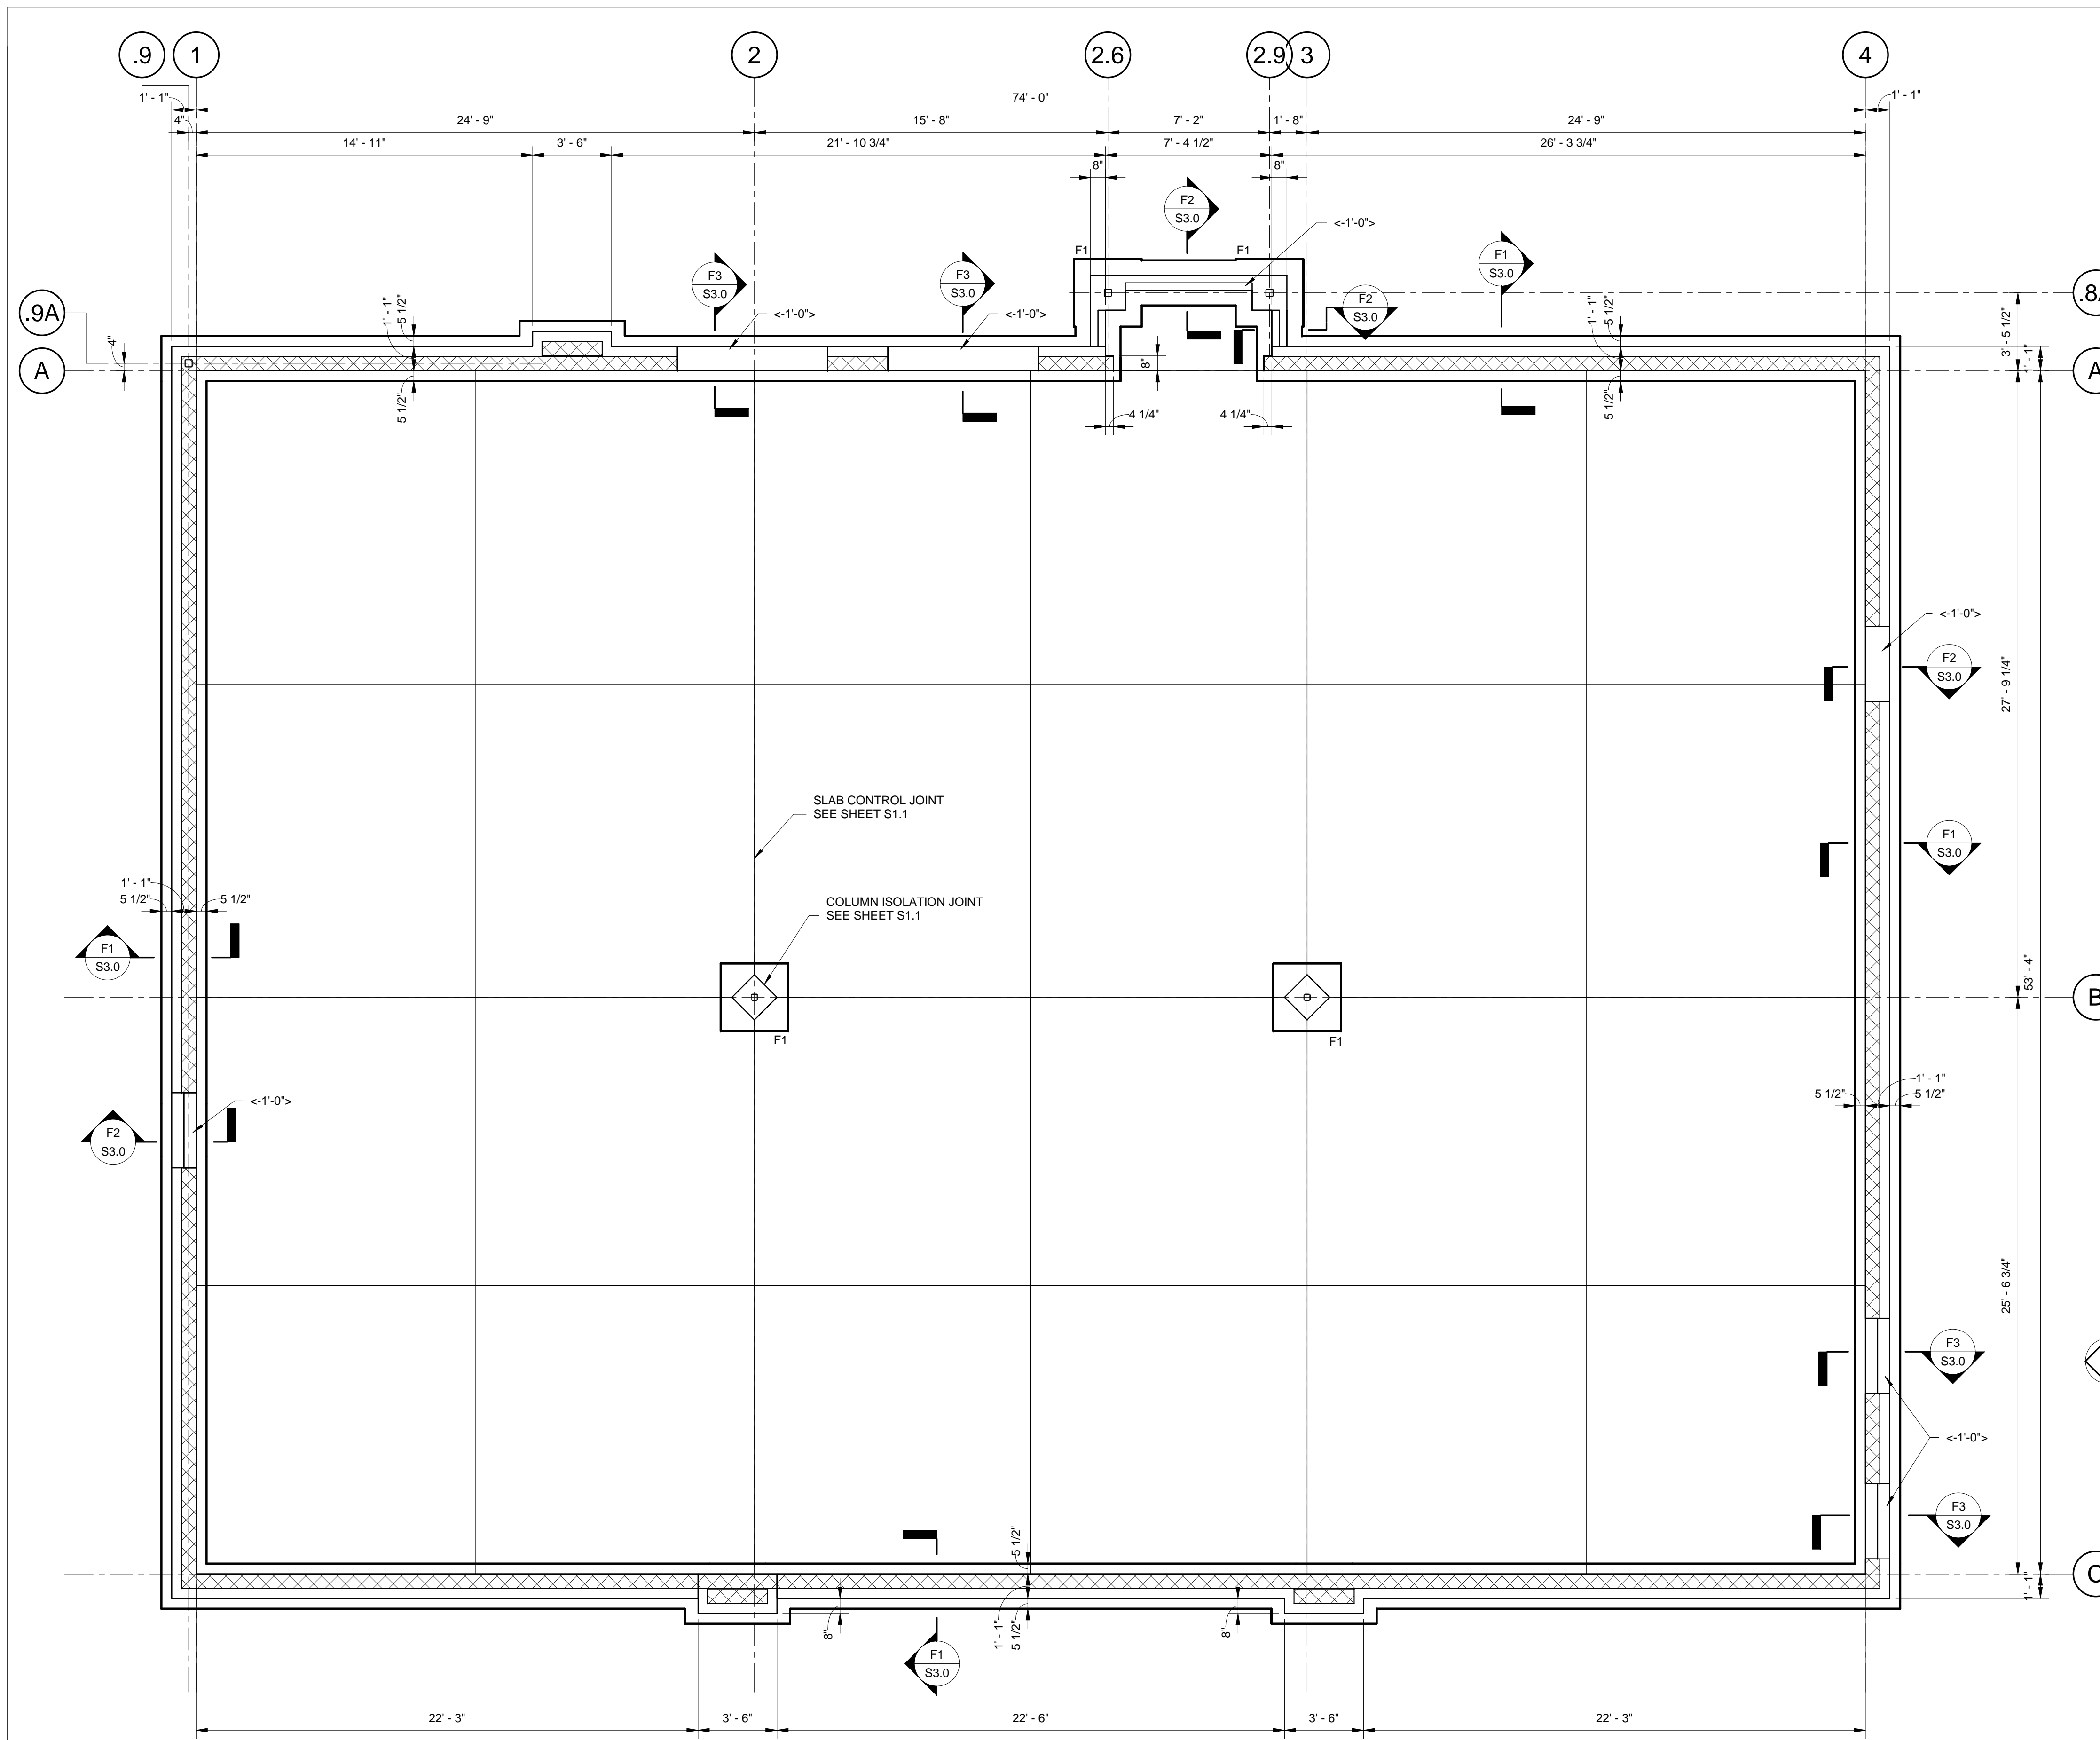 .9
1
2
2.6
2.9
3
4
1' - 1"
74' - 0"
1' - 1"
4"
24' - 9"
15' - 8"
7' - 2"
1' - 8"
24' - 9"
14' - 11"
3' - 6"
21' - 10 3/4"
7' - 4 1/2"
26' - 3 3/4"
8"
8"
F2
S3.0
<-1'-0">
F1
F1
F1
S3.0
F3
S3.0
F3
S3.0
F2
S3.0
.9A
<-1'-0">
<-1'-0">
1' - 1"
5 1/2"
1' - 1"
5 1/2"
3' - 5 1/2"
4"
8"
1' - 1"
A
5 1/2"
5 1/2"
4 1/4"
4 1/4"
<-1'-0">
F2
S3.0
27' - 9 1/4"
SLAB CONTROL JOINT
SEE SHEET S1.1
F1
S3.0
1' - 1"
5 1/2"
5 1/2"
COLUMN ISOLATION JOINT
SEE SHEET S1.1
F1
S3.0
53' - 4"
F1
F1
B
<-1'-0">
F2
S3.0
5 1/2"
1' - 1"
5 1/2"
25' - 6 3/4"
F3
S3.0
<-1'-0">
F3
S3.0
5 1/2"
1' - 1"
8"
1' - 1"
5 1/2"
8"
F1
S3.0
22' - 3"
3' - 6"
22' - 6"
3' - 6"
22' - 3"